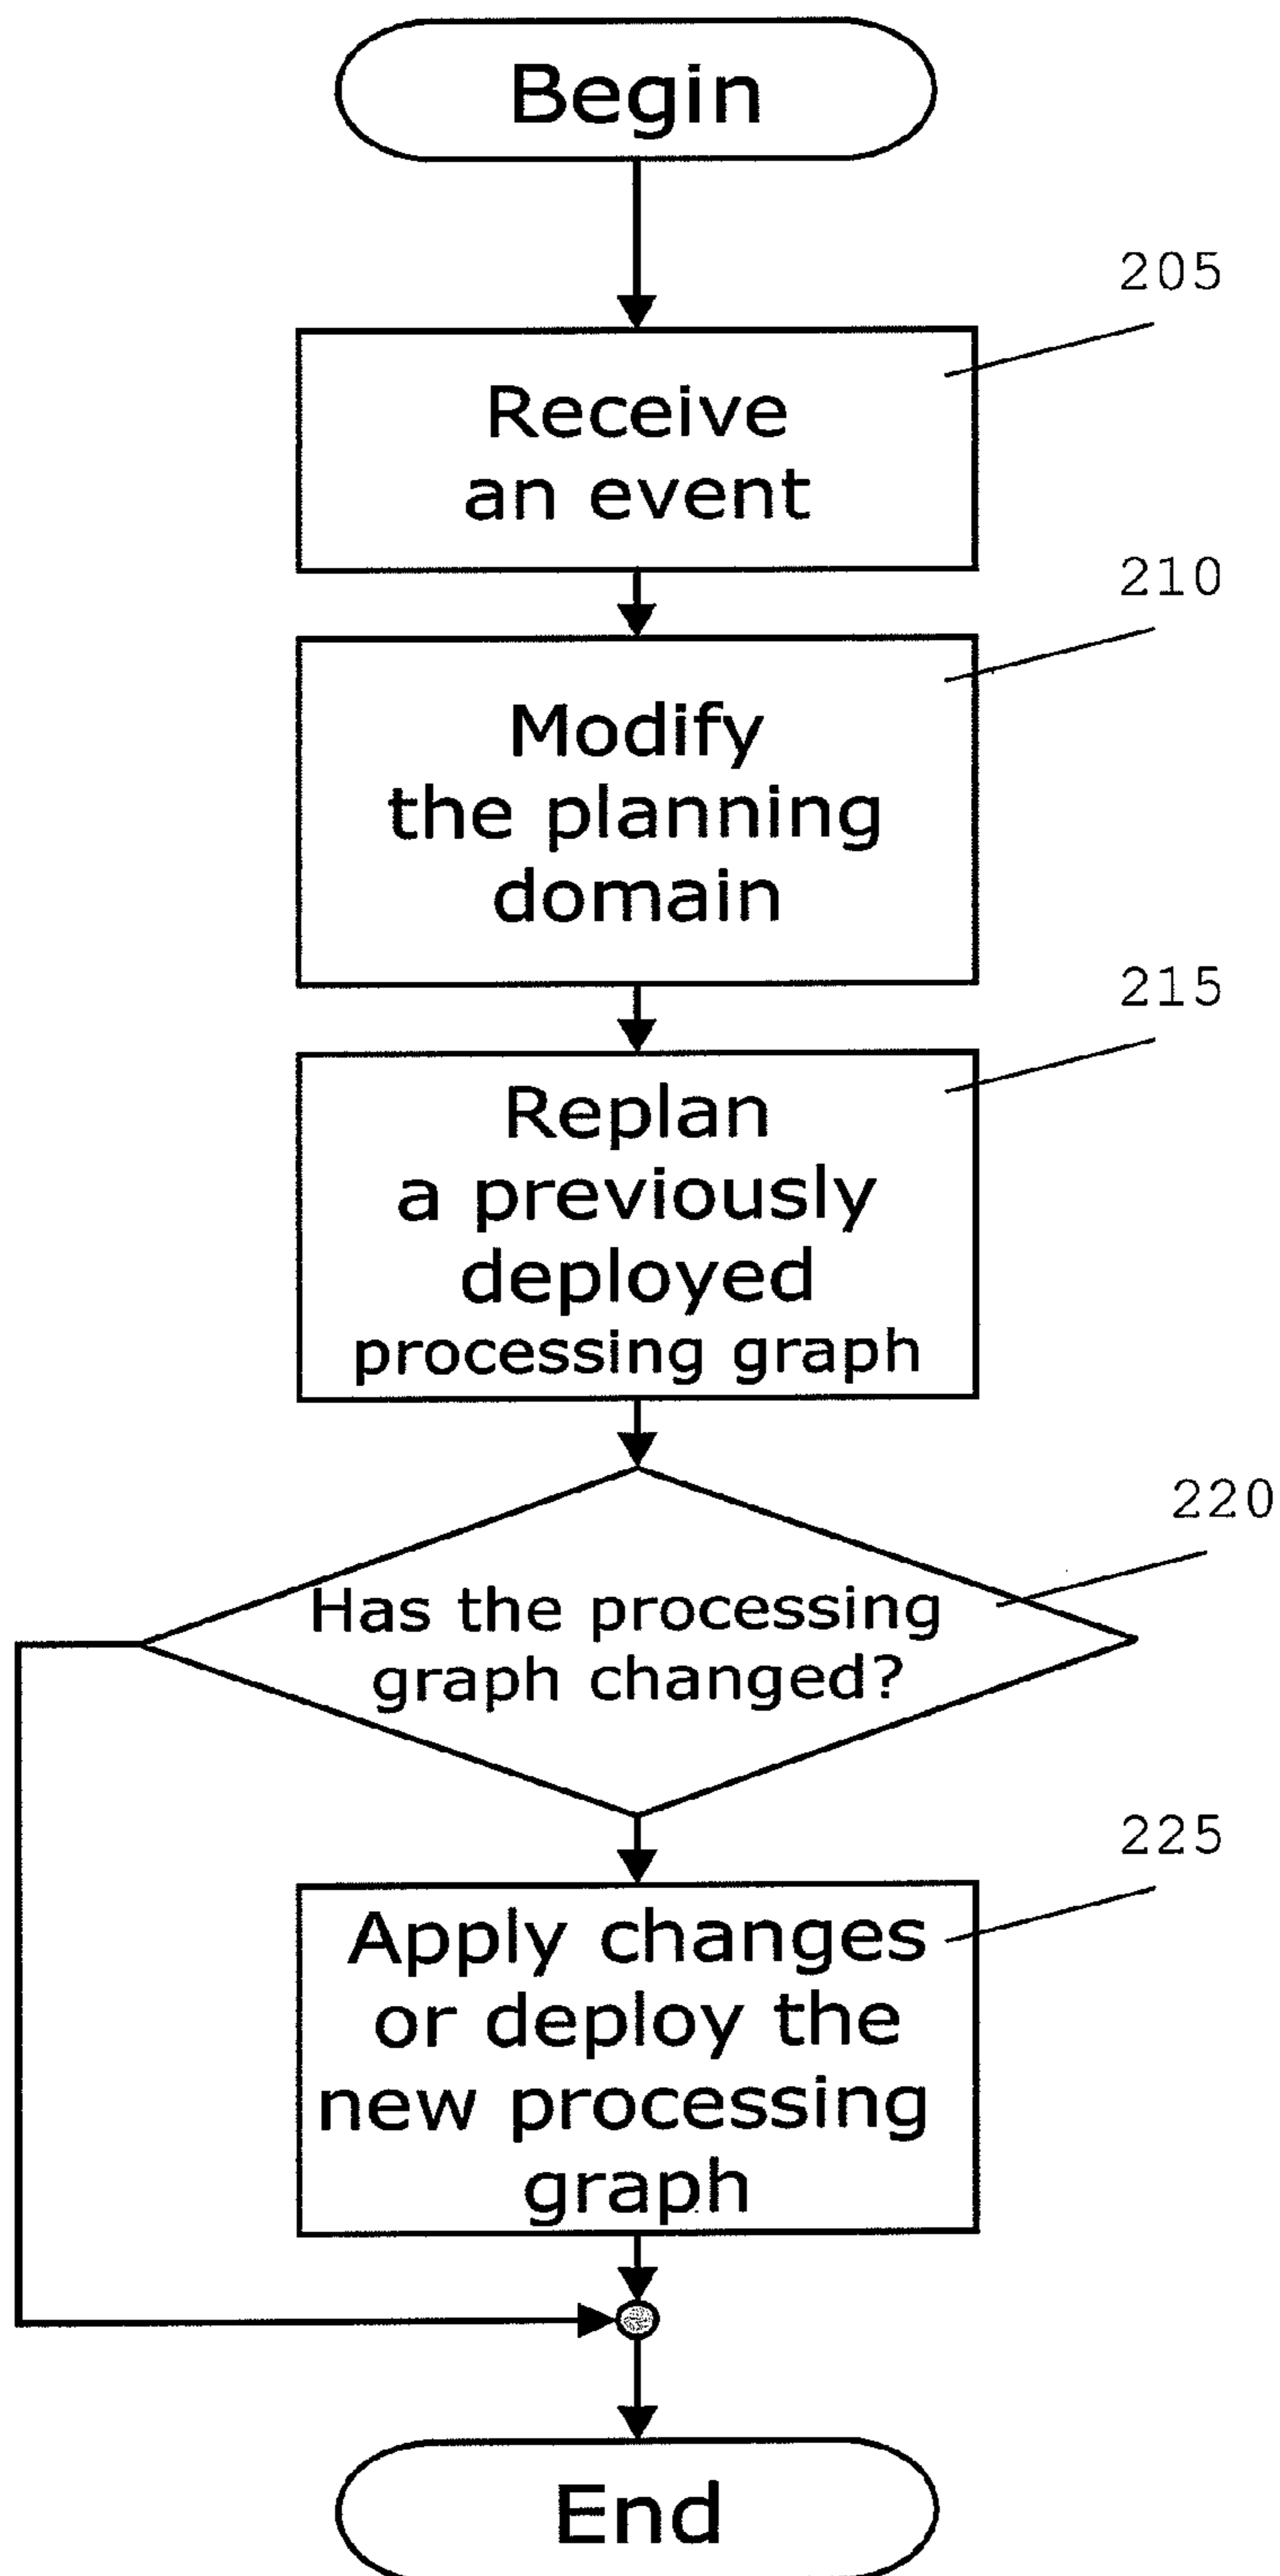 Begin
205
Receive
an event
210
Modify
the planning
domain
215
Replan
a previously
deployed
processing graph
220
Has the processing
graph changed?
225
Apply changes
or deploy the
new processing
graph
End